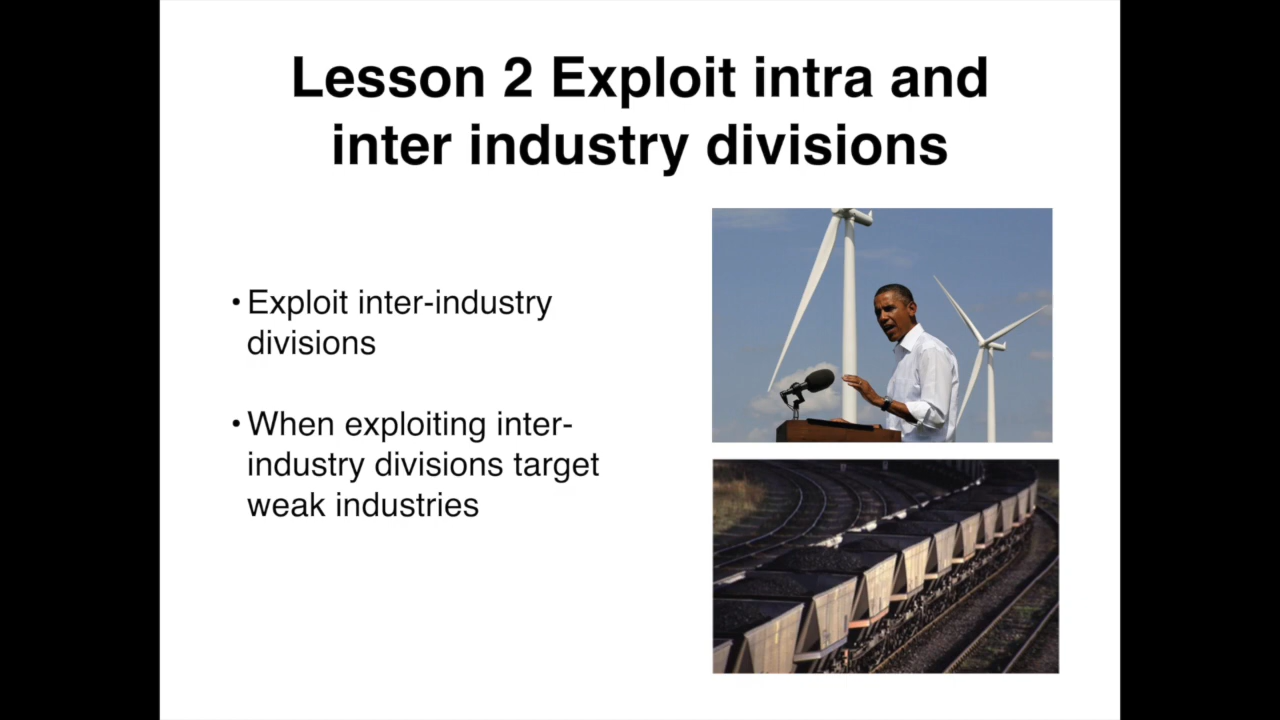 Lesson 2 Exploit intra and
inter industry divisions
• Exploit inter-industry
divisions
• When exploiting inter-
industry divisions target
weak industries